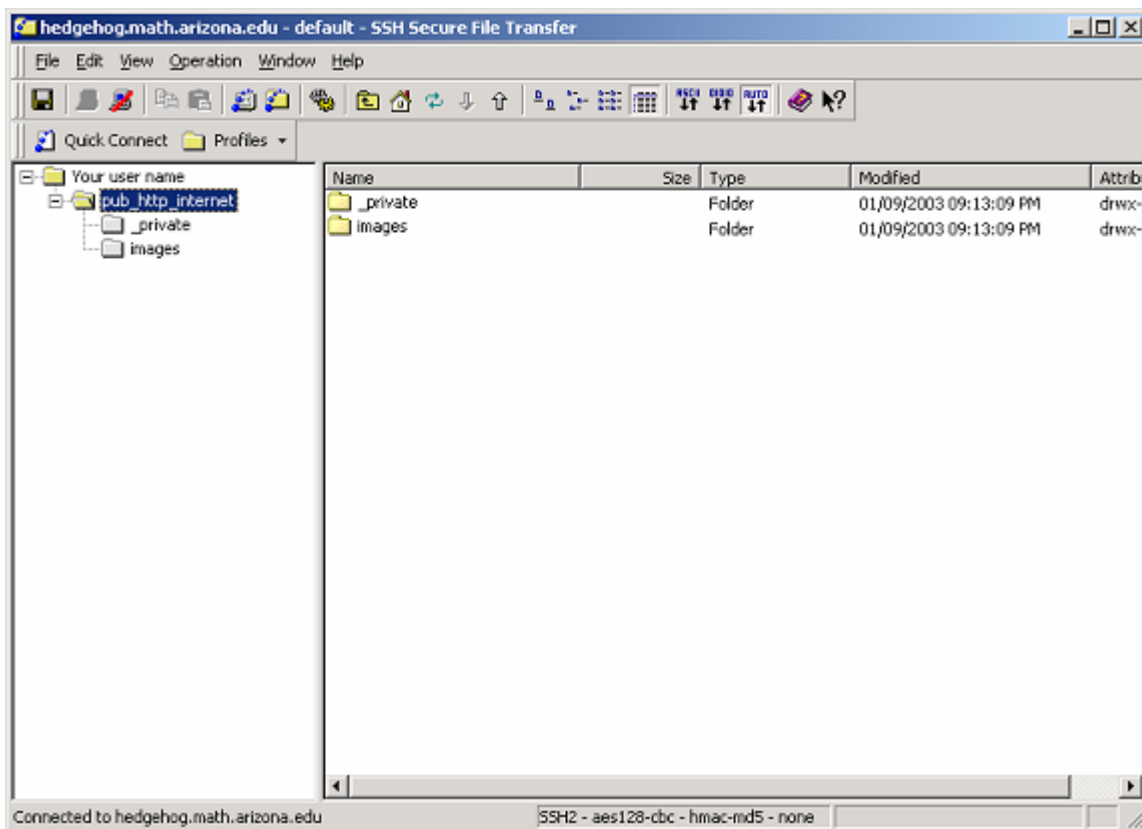 hedgehog.math.arizona.edu - default - SSH Secure File Transfer
File Edit View Operation Window Help
ASCII AUTO
Quick Connect Profiles
Your user name
pub_http_internet
_private
images
Name Size Type Modified Attrib
_private Folder 01/09/2003 09:13:09 PM drwx-
images Folder 01/09/2003 09:13:09 PM drwx-
Connected to hedgehog.math.arizona.edu SSH2 - aes128-cbc - hmac-md5 - none